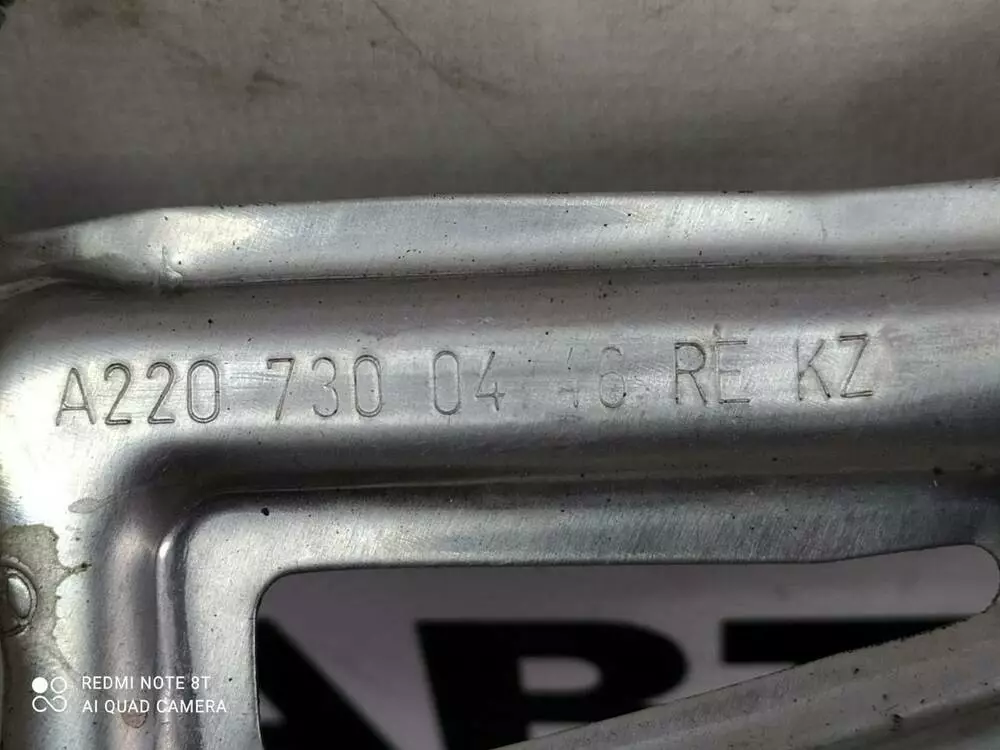 A220 730 04 46 RE KZ
REDMI NOTE 8T
AI QUAD CAMERA